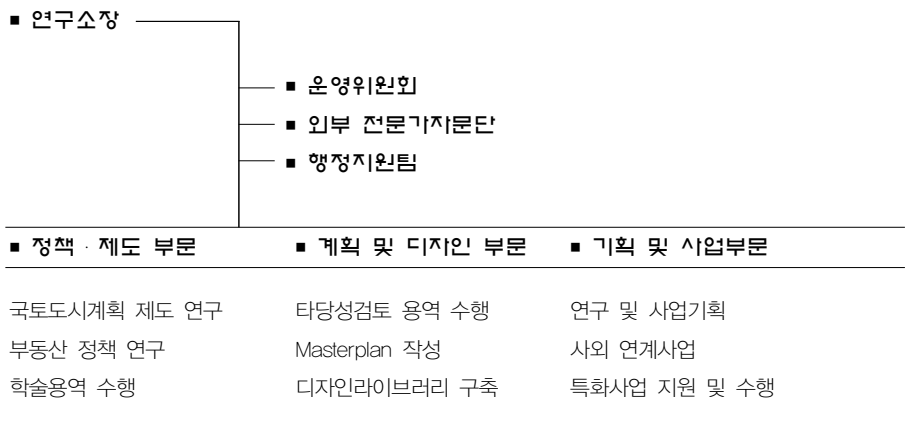 ■ 연구소장
■ 운영위원회
■ 외부 전문가자문단
■ 행정지원팀
■ 정책 · 제도 부문 ■ 계획 및 디자인 부문 ■ 기획 및 사업부문
국토도시계획 제도 연구 타당성검토 용역 수행 연구 및 사업기획
부동산 정책 연구 Masterplan 작성 사외 연계사업
학술용역 수행 디자인라이브러리 구축 특화사업 지원 및 수행